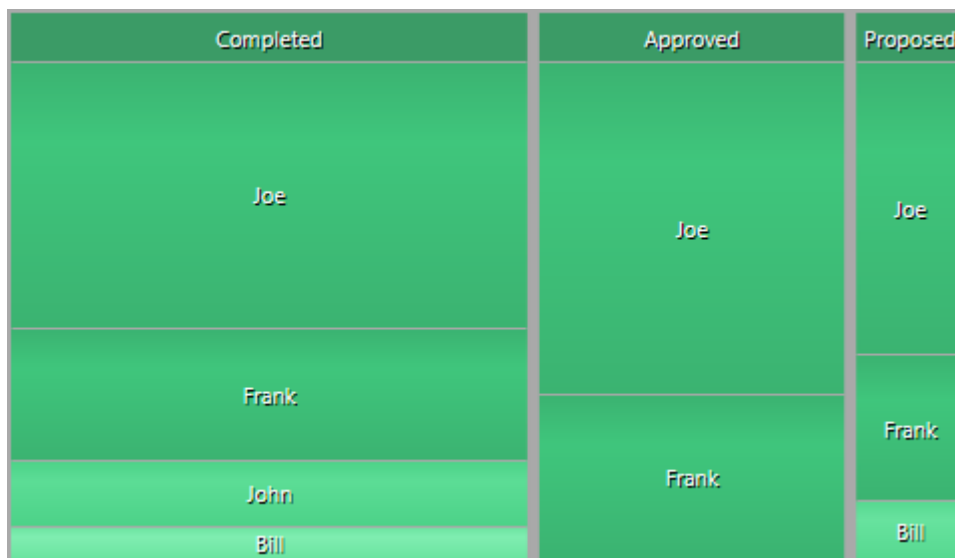 Completed
Approved
Proposed
Joe
Joe
Joe
Frank
Frank
Frank
John
Bill
Bill